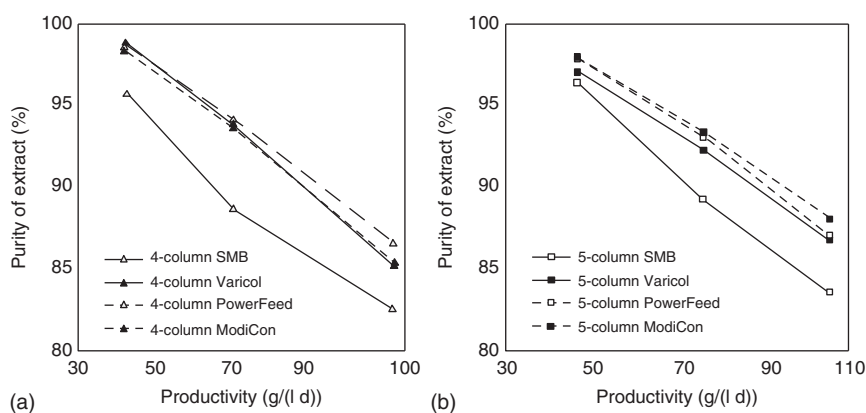 100
95
90
85
80
Purity of extract (%)
4-column SMB
4-column Varicol
4-column PowerFeed
4-column ModiCon
30
50
70
90
100
(a)
Productivity (g/(l d))
100
95
90
85
80
Purity of extract (%)
5-column SMB
5-column Varicol
5-column PowerFeed
5-column ModiCon
30
50
70
90
110
(b)
Productivity (g/(l d))